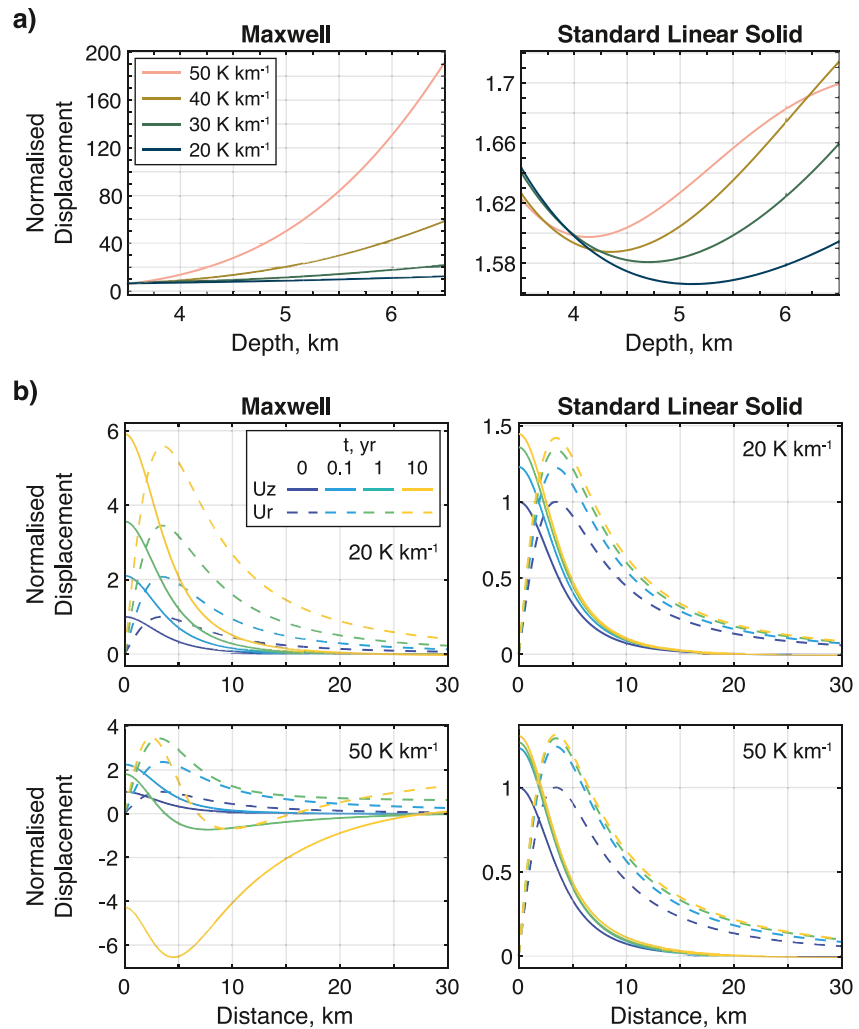 a)
Maxwell
Standard Linear Solid
Normalised
Displacement
200
160
120
80
40
0
50 K km⁻¹
40 K km⁻¹
30 K km⁻¹
20 K km⁻¹
4
5
6
Depth, km
1.7
1.66
1.62
1.58
4
5
6
Depth, km
b)
Maxwell
Standard Linear Solid
Normalised
Displacement
6
4
2
0
t, yr
0 0.1 1 10
Uz
Ur
20 K km⁻¹
0 10 20 30
1.5
1
0.5
0
20 K km⁻¹
0 10 20 30
Normalised
Displacement
4
2
0
-2
-4
-6
50 K km⁻¹
0 10 20 30
Distance, km
1
0.5
0
50 K km⁻¹
0 10 20 30
Distance, km